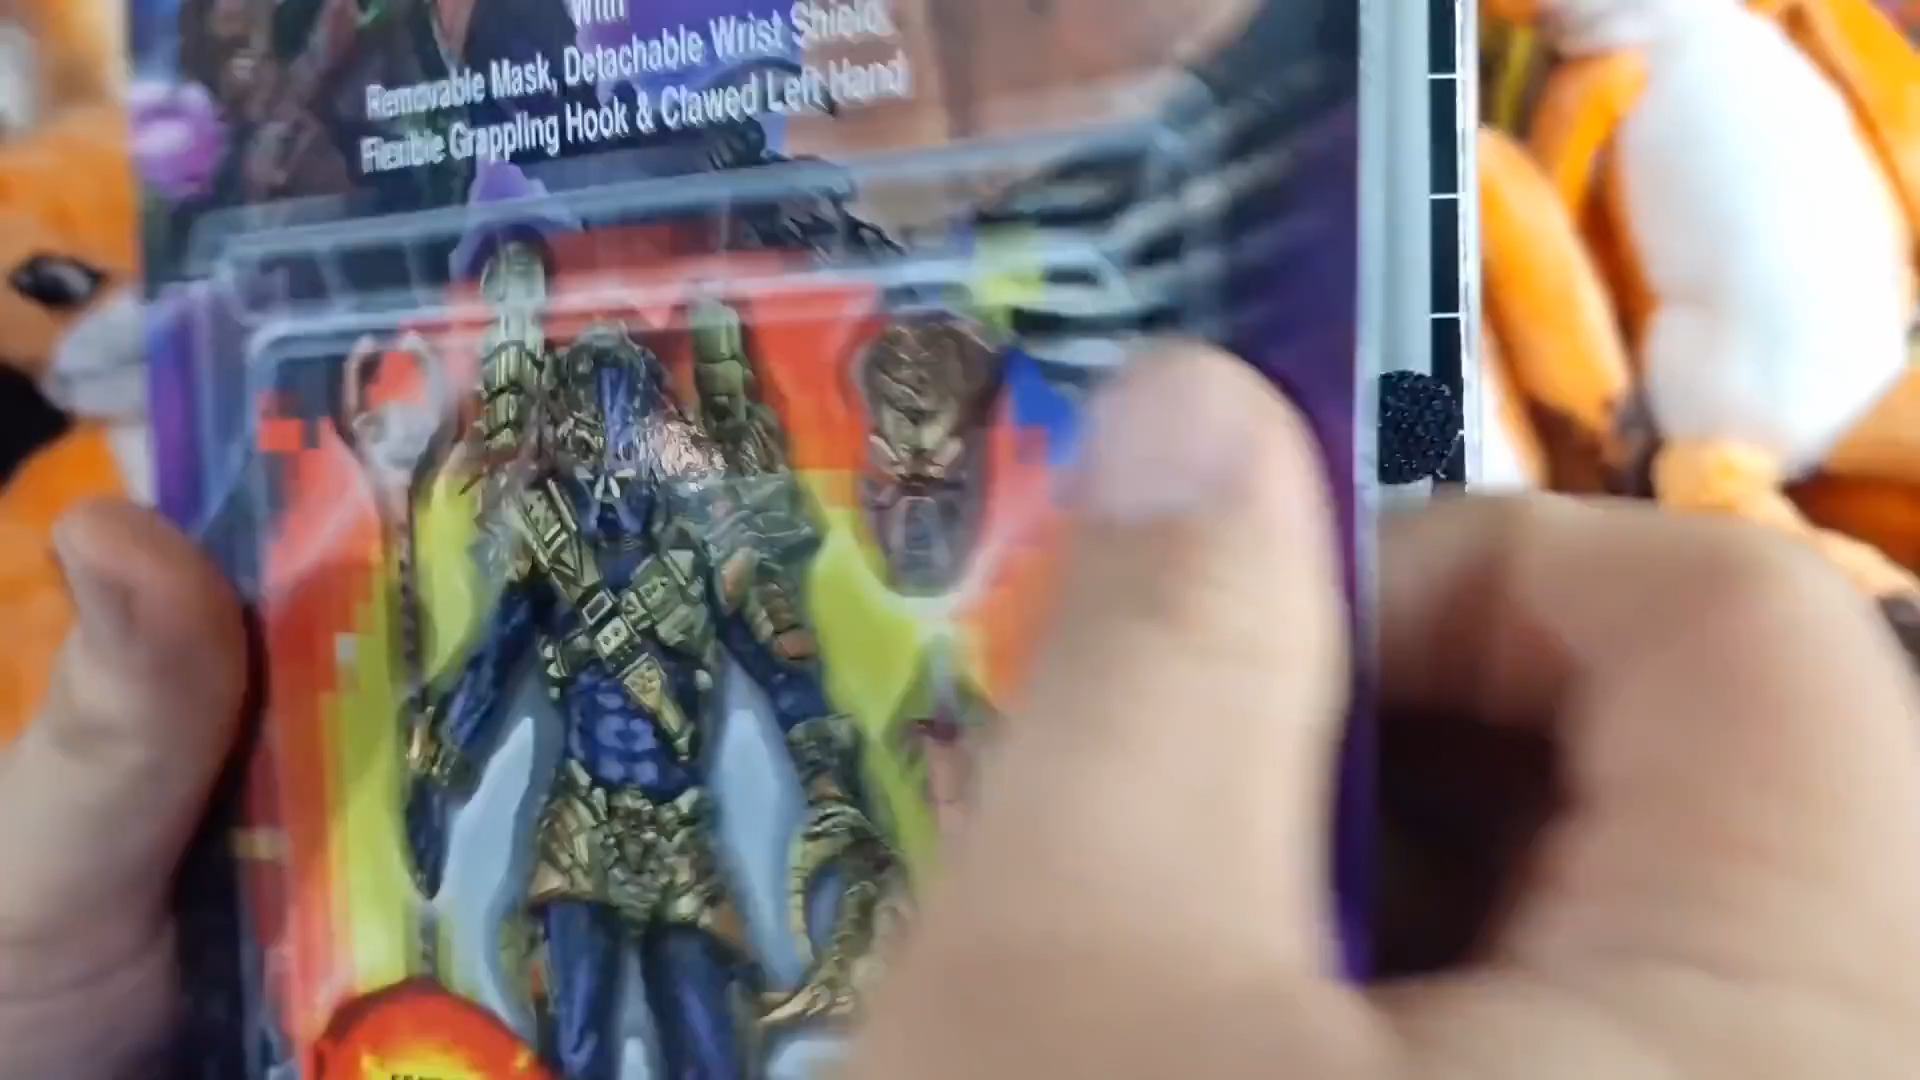 With
Removable Mask, Detachable Wrist Shield,
Flexible Grappling Hook & Clawed Left Hand